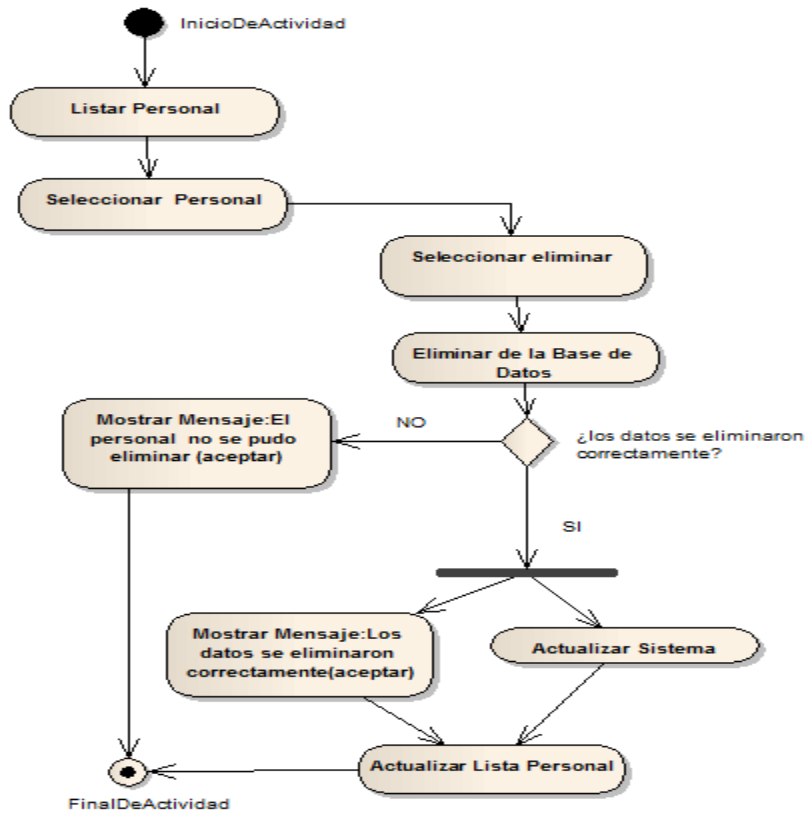 InicioDeActividad
Listar Personal
Seleccionar Personal
Seleccionar eliminar
Eliminar de la Base de
Datos
¿los datos se eliminaron
correctamente?
NO
Mostrar Mensaje:El
personal no se pudo
eliminar (aceptar)
SI
Mostrar Mensaje:Los
datos se eliminaron
correctamente(aceptar)
Actualizar Sistema
Actualizar Lista Personal
FinalDeActividad